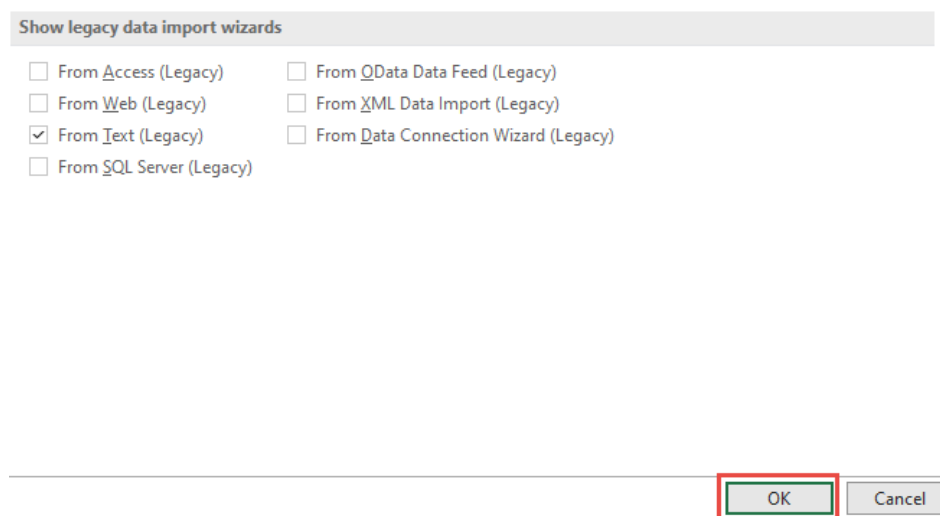 Show legacy data import wizards
From Access (Legacy)
From OData Data Feed (Legacy)
From Web (Legacy)
From XML Data Import (Legacy)
From Text (Legacy)
From Data Connection Wizard (Legacy)
From SQL Server (Legacy)
OK
Cancel